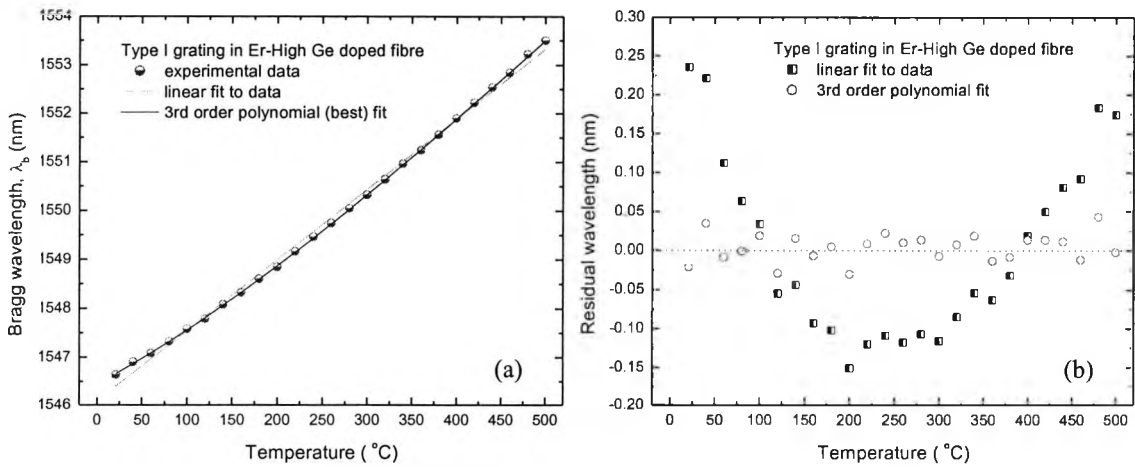 1554
1553
1552
1551
1550
1549
1548
1547
1546
Bragg wavelength, λb (nm)
Type I grating in Er-High Ge doped fibre
experimental data
linear fit to data
3rd order polynomial (best) fit
(a)
0 50 100 150 200 250 300 350 400 450 500
Temperature ( °C)
0.30
0.25
0.20
0.15
0.10
0.05
0.00
-0.05
-0.10
-0.15
-0.20
Residual wavelength (nm)
Type I grating in Er-High Ge doped fibre
linear fit to data
3rd order polynomial fit
(b)
0 50 100 150 200 250 300 350 400 450 500
Temperature ( °C)